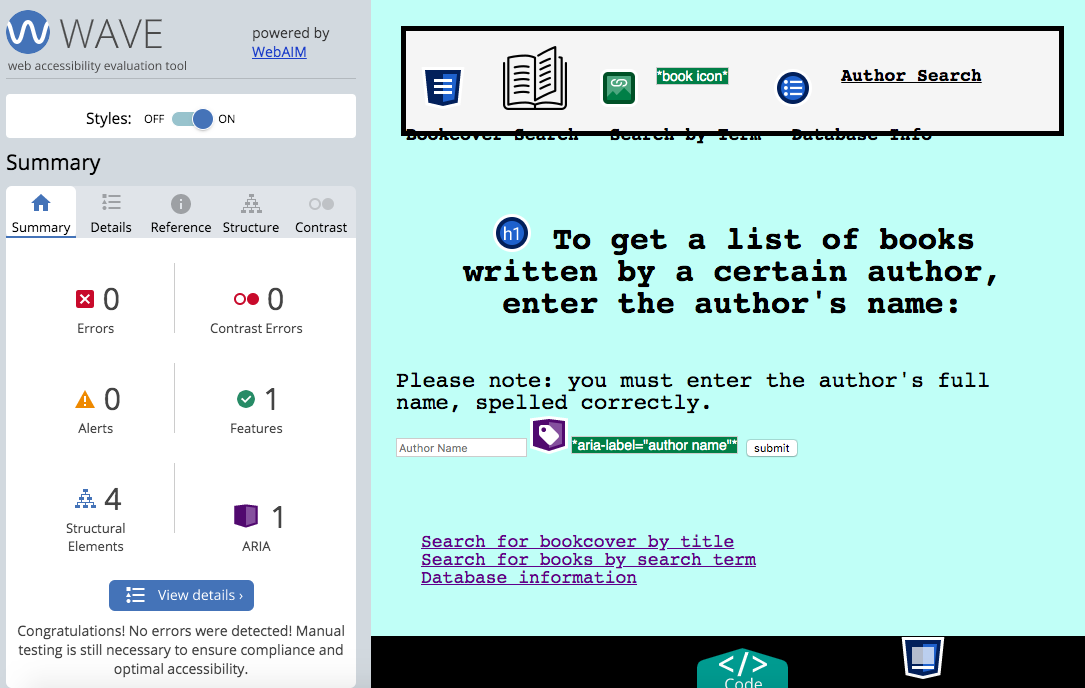 WAVE
powered by
WebAIM
web accessibility evaluation tool
Styles: OFF ON
Summary
Summary Details Reference Structure Contrast
0 0
Errors Contrast Errors
0 1
Alerts Features
4 1
Structural
Elements
ARIA
View details ›
Congratulations! No errors were detected! Manual
testing is still necessary to ensure compliance and
optimal accessibility.
*book icon* Author Search
Bookcover Search Search by Term Database Info
h1 To get a list of books
written by a certain author,
enter the author's name:
Please note: you must enter the author's full
name, spelled correctly.
Author Name *aria-label="author name"* submit
Search for bookcover by title
Search for books by search term
Database information
</>
Code